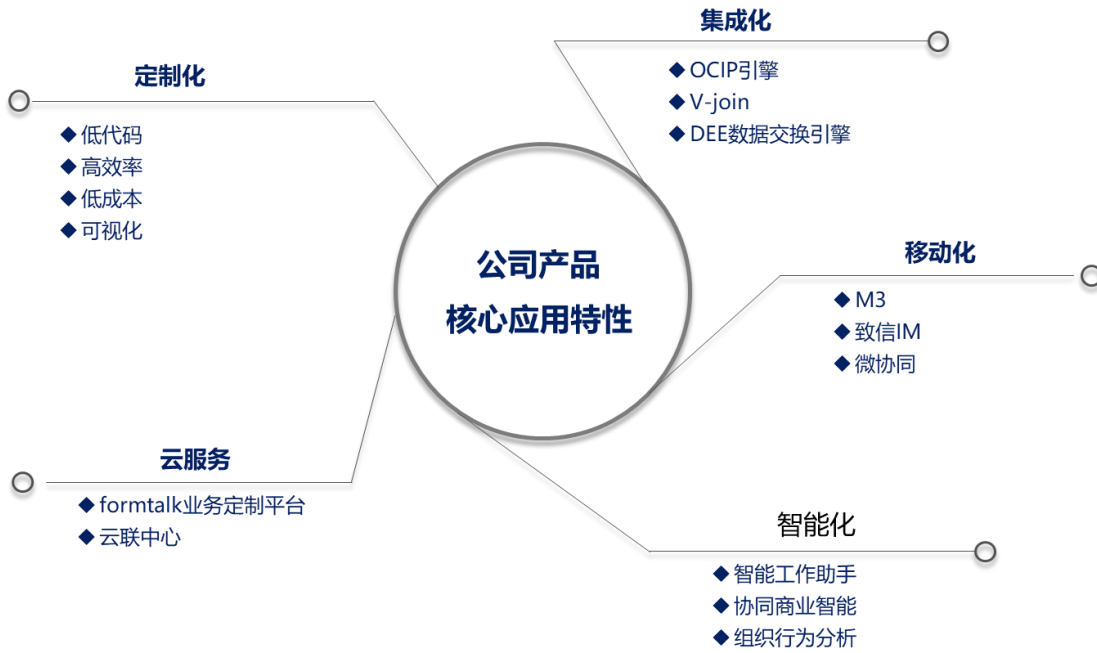 集成化
OCIP引擎
V-join
DEE数据交换引擎
定制化
低代码
高效率
低成本
可视化
公司产品
核心应用特性
移动化
M3
致信IM
微协同
云服务
formtalk业务定制平台
云联中心
智能化
智能工作助手
协同商业智能
组织行为分析